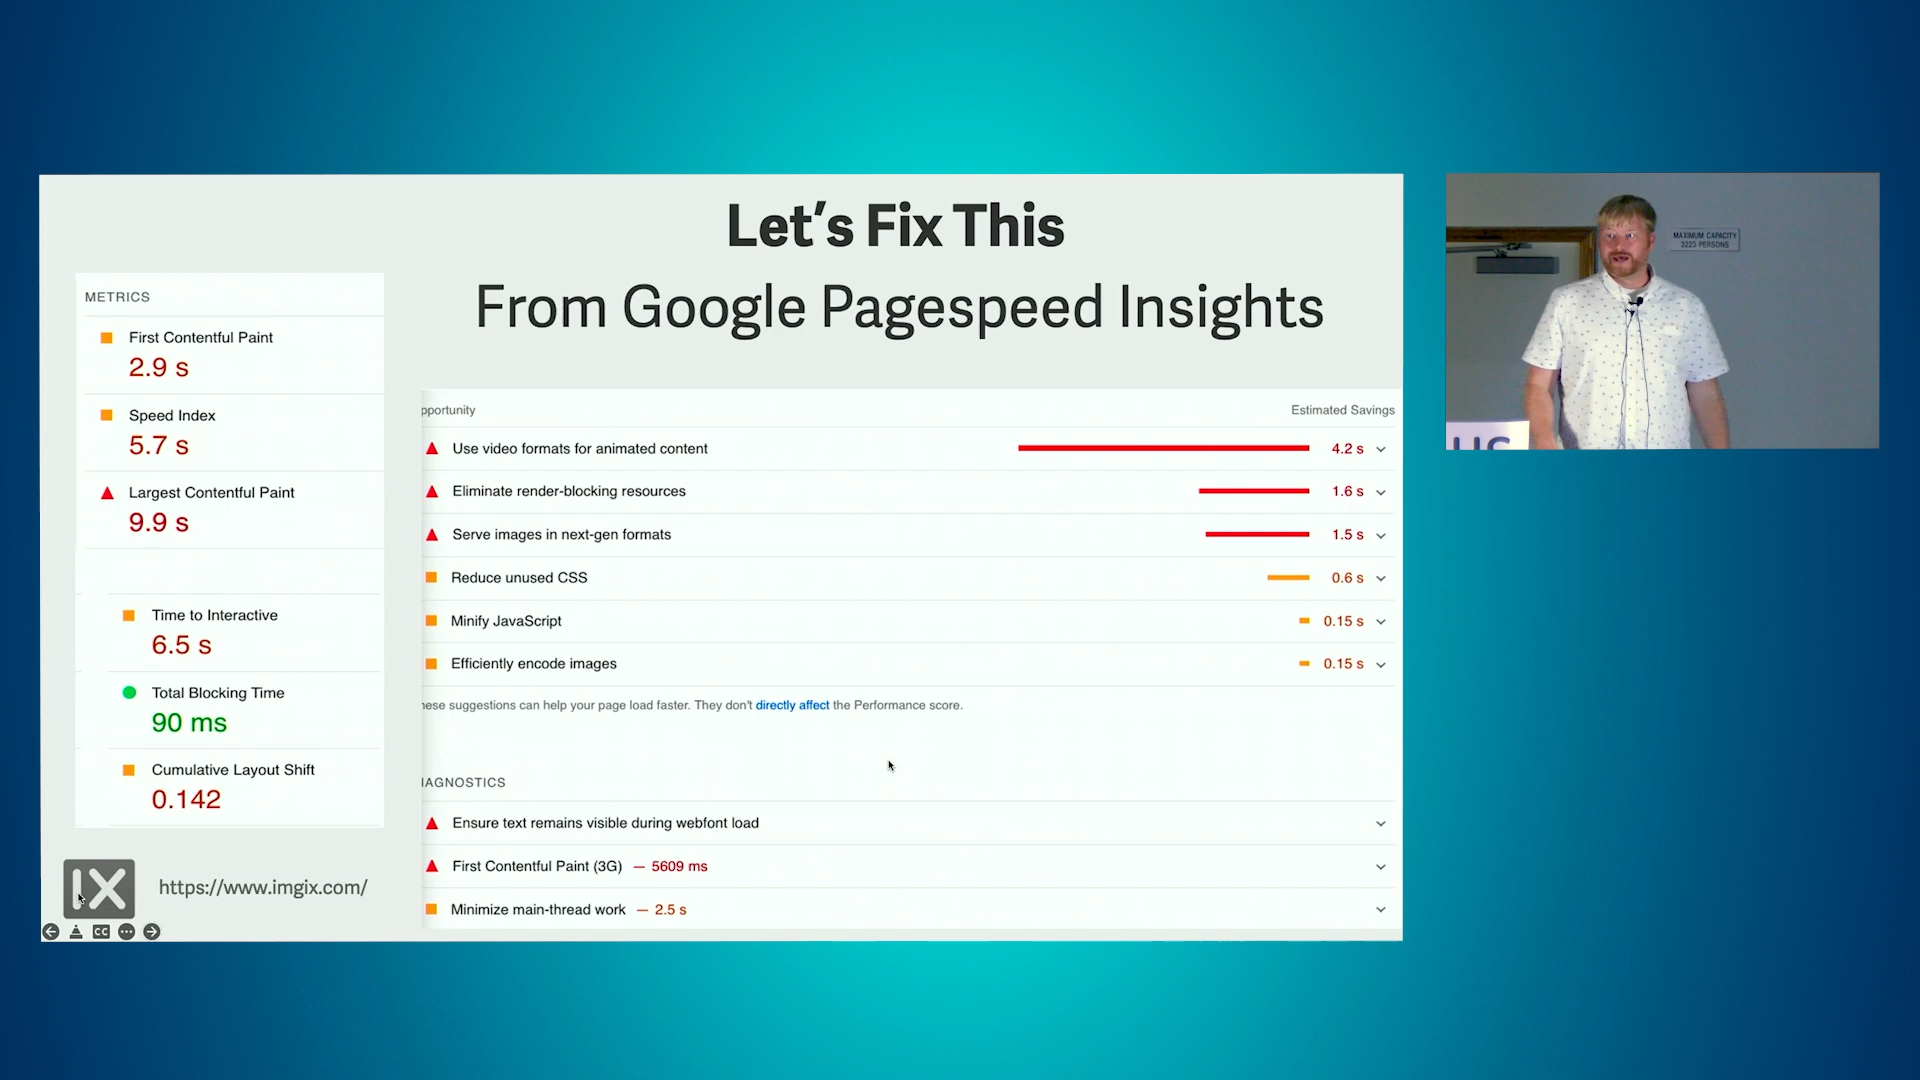 Let's Fix This
From Google Pagespeed Insights
METRICS
First Contentful Paint
2.9 s
Speed Index
5.7 s
Largest Contentful Paint
9.9 s
Time to Interactive
6.5 s
Total Blocking Time
90 ms
Cumulative Layout Shift
0.142
pportunity Estimated Savings
Use video formats for animated content 4.2 s
Eliminate render-blocking resources 1.6 s
Serve images in next-gen formats 1.5 s
Reduce unused CSS 0.6 s
Minify JavaScript 0.15 s
Efficiently encode images 0.15 s
hese suggestions can help your page load faster. They don't directly affect the Performance score.
IAGNOSTICS
Ensure text remains visible during webfont load
First Contentful Paint (3G) — 5609 ms
Minimize main-thread work — 2.5 s
IX https://www.imgix.com/
CC
MAXIMUM CAPACITY
3223 PERSONS